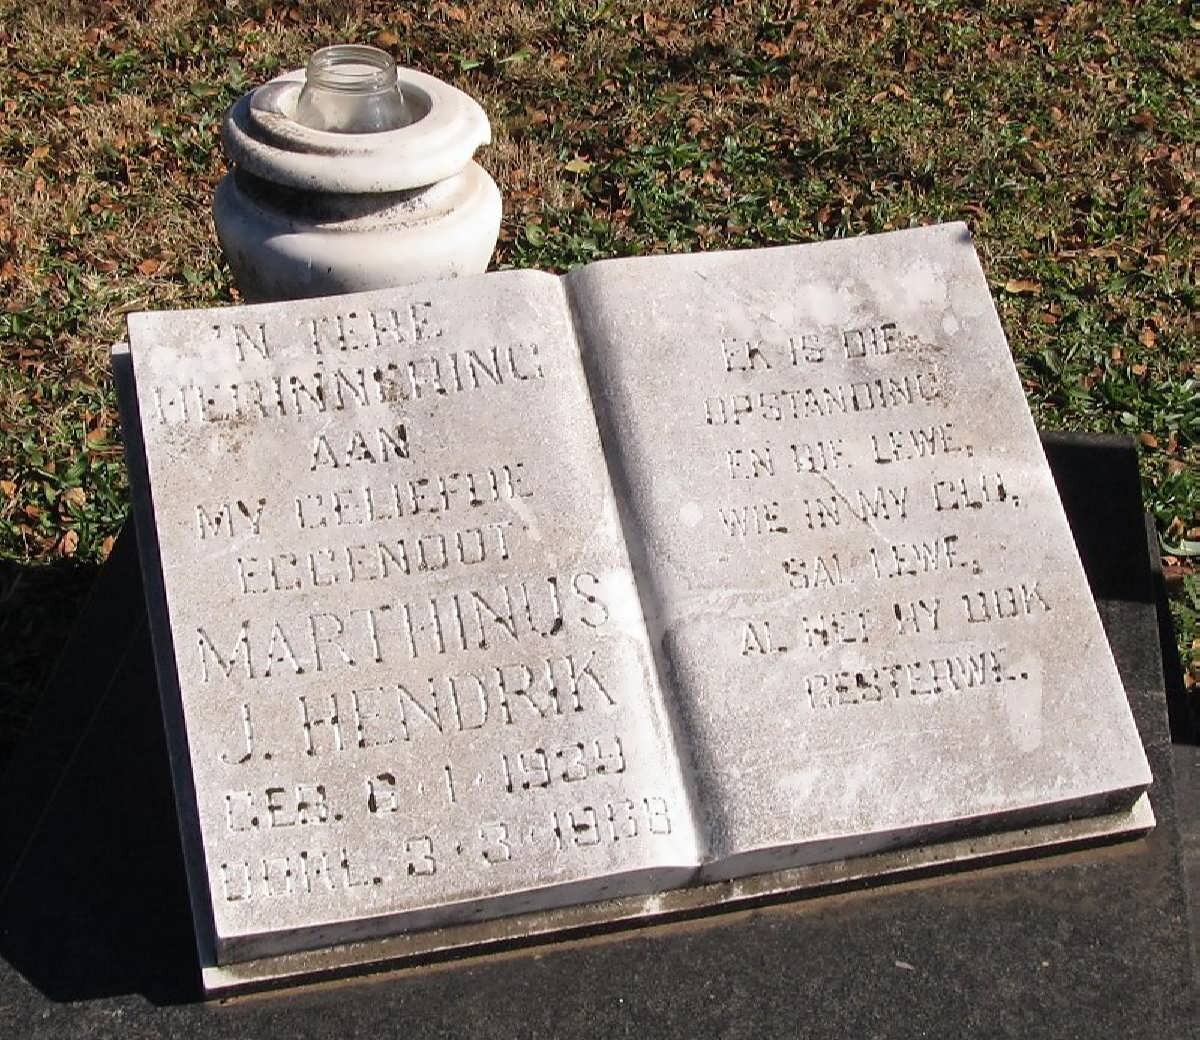 'N TERE
HERINNERING
AAN
MY GELIEFDE
EGGENOOT
MARTHINUS
J. HENDRIK
GEB. 6·1·1939
OORL. 3·3·1968
EK IS DIE
OPSTANDING
EN DIE LEWE,
WIE IN MY GLO,
SAL LEWE,
AL HET HY OOK
GESTERWE.